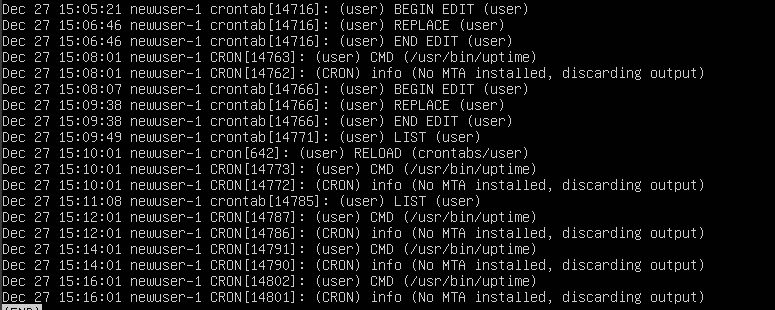 Dec 27 15:05:21 newuser-1 crontab[14716]: (user) BEGIN EDIT (user)
Dec 27 15:06:46 newuser-1 crontab[14716]: (user) REPLACE (user)
Dec 27 15:06:46 newuser-1 crontab[14716]: (user) END EDIT (user)
Dec 27 15:08:01 newuser-1 CRON[14763]: (user) CMD (/usr/bin/uptime)
Dec 27 15:08:01 newuser-1 CRON[14762]: (CRON) info (No MTA installed, discarding output)
Dec 27 15:08:07 newuser-1 crontab[14766]: (user) BEGIN EDIT (user)
Dec 27 15:09:38 newuser-1 crontab[14766]: (user) REPLACE (user)
Dec 27 15:09:38 newuser-1 crontab[14766]: (user) END EDIT (user)
Dec 27 15:09:49 newuser-1 crontab[14771]: (user) LIST (user)
Dec 27 15:10:01 newuser-1 cron[642]: (user) RELOAD (crontabs/user)
Dec 27 15:10:01 newuser-1 CRON[14773]: (user) CMD (/usr/bin/uptime)
Dec 27 15:10:01 newuser-1 CRON[14772]: (CRON) info (No MTA installed, discarding output)
Dec 27 15:11:08 newuser-1 crontab[14785]: (user) LIST (user)
Dec 27 15:12:01 newuser-1 CRON[14787]: (user) CMD (/usr/bin/uptime)
Dec 27 15:12:01 newuser-1 CRON[14786]: (CRON) info (No MTA installed, discarding output)
Dec 27 15:14:01 newuser-1 CRON[14791]: (user) CMD (/usr/bin/uptime)
Dec 27 15:14:01 newuser-1 CRON[14790]: (CRON) info (No MTA installed, discarding output)
Dec 27 15:16:01 newuser-1 CRON[14802]: (user) CMD (/usr/bin/uptime)
Dec 27 15:16:01 newuser-1 CRON[14801]: (CRON) info (No MTA installed, discarding output)
(END)